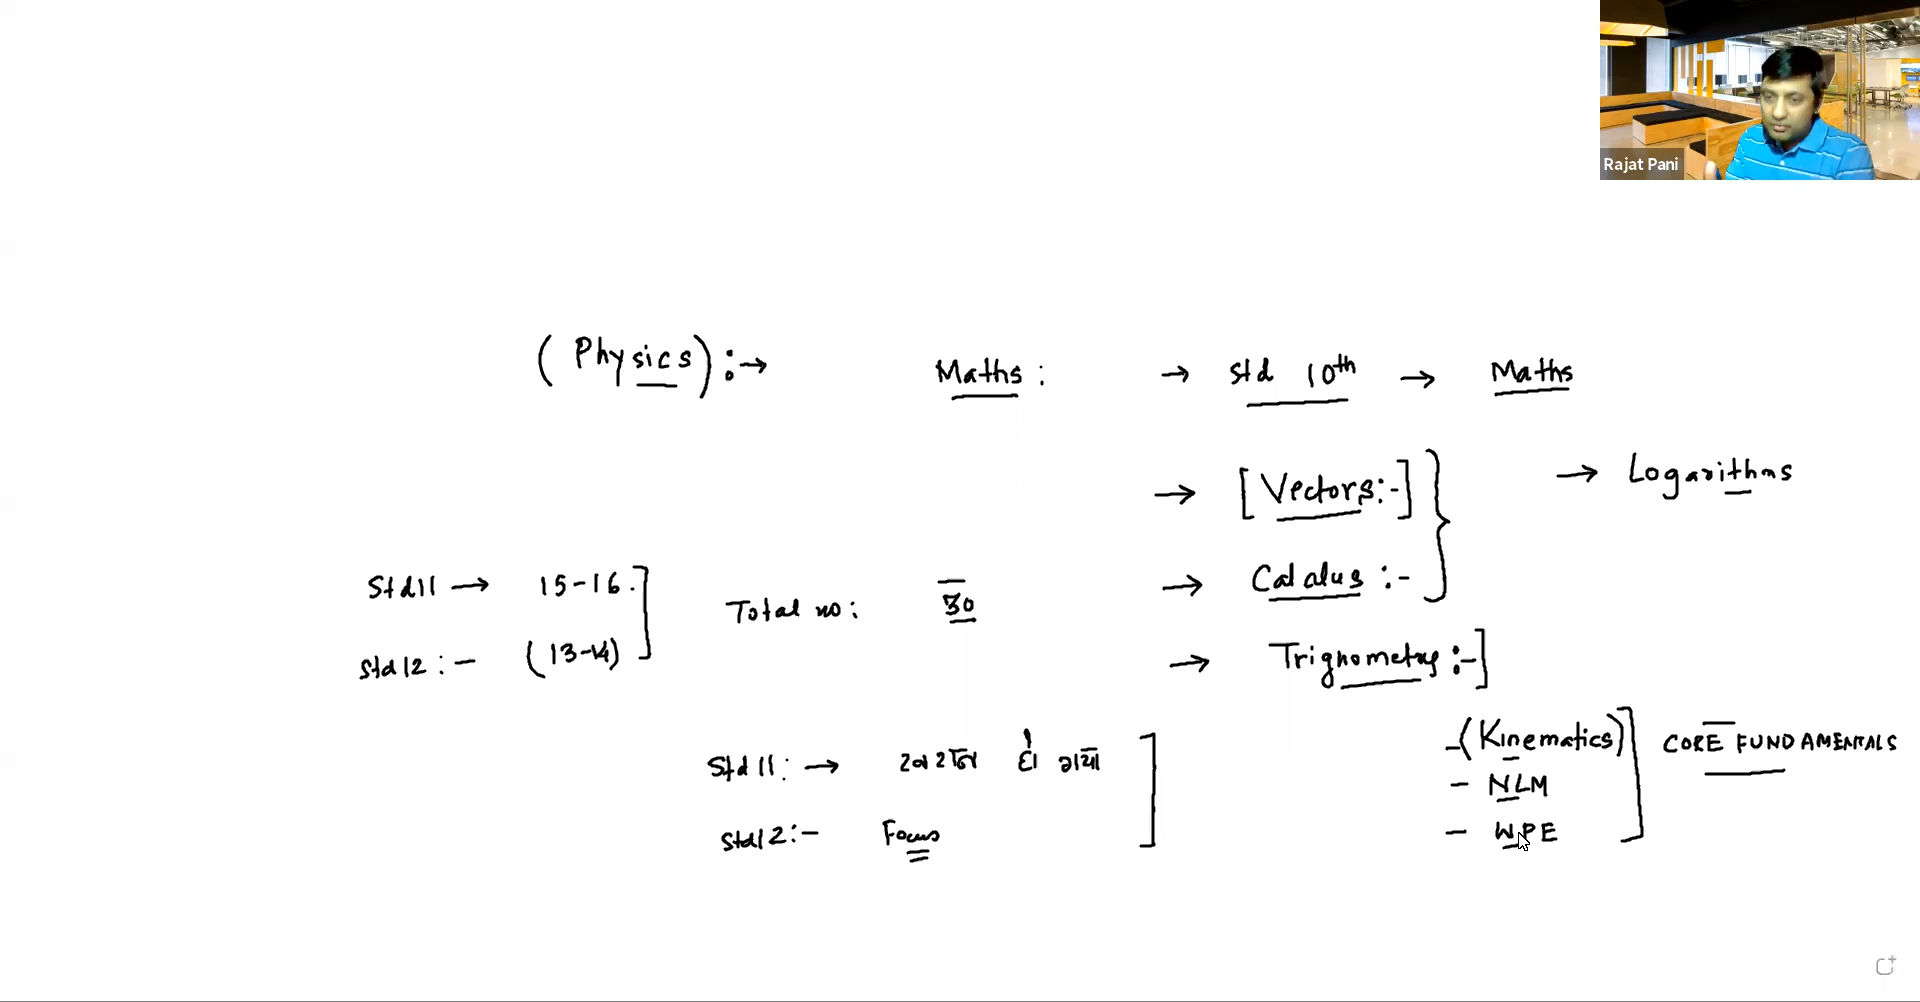 Rajat Pani
(Physics) :→ Maths : → Std 10th → Maths
→ [Vectors:-] } → Logarithms
Std 11 → 15-16.
Total no: 30
→ Calalus :-
Std 12 :- (13-14)
→ Trignometry :-]
-(Kinematics)] CORE FUNDAMENTALS
Std 11: →
- NLM
Std 12:- Focus
- WPE